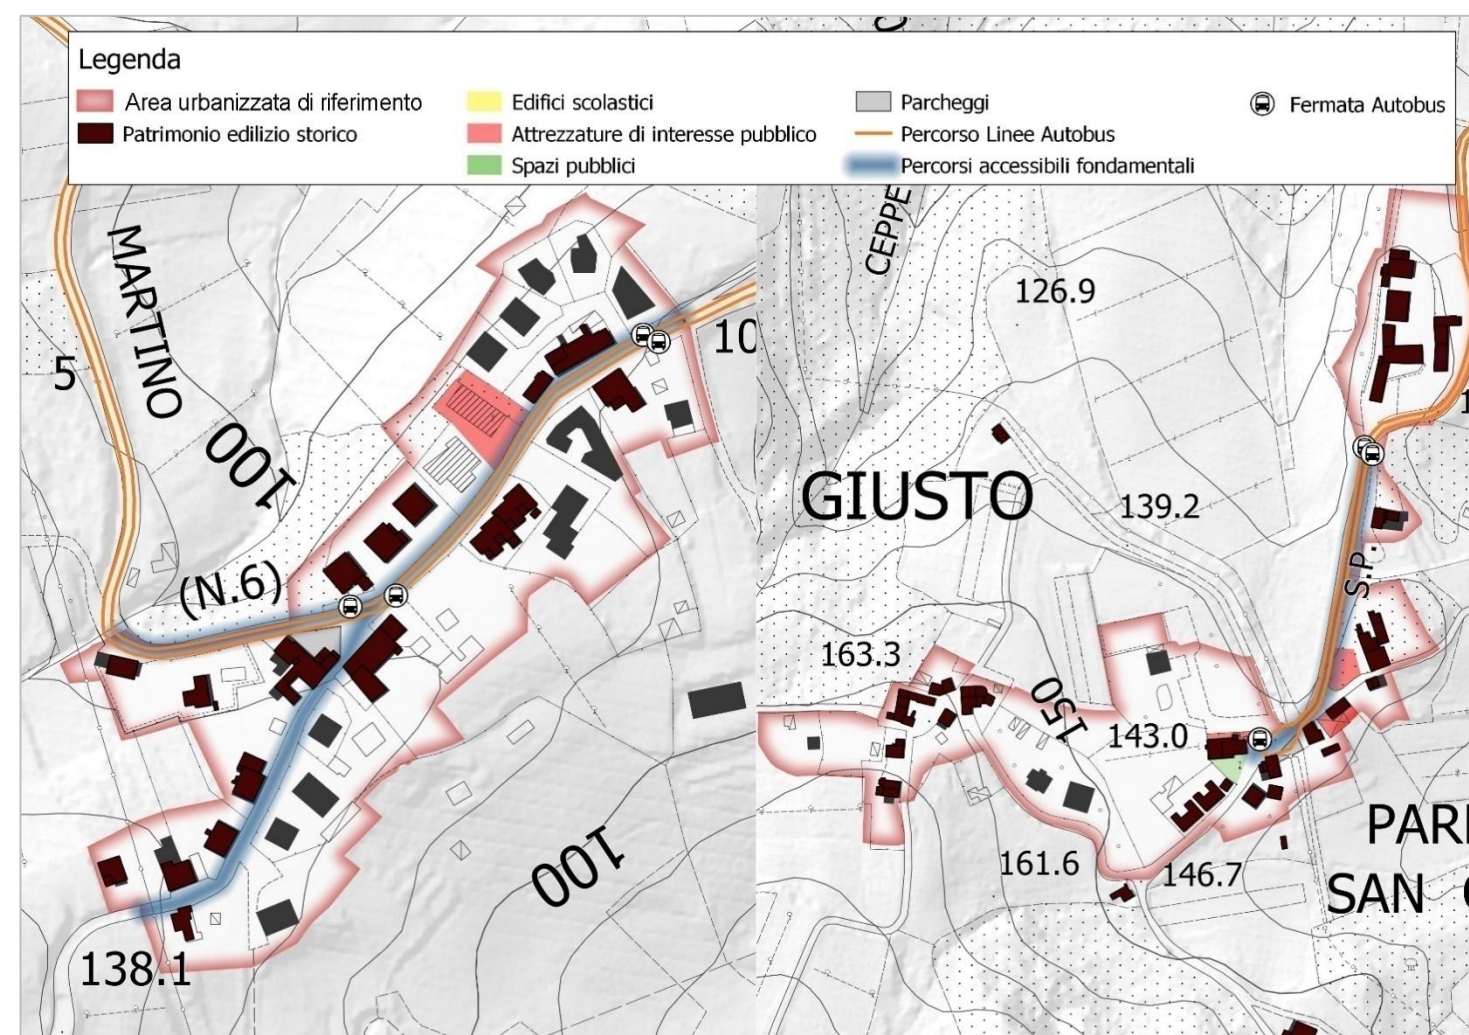 Legenda
Area urbanizzata di riferimento
Patrimonio edilizio storico
Edifici scolastici
Attrezzature di interesse pubblico
Spazi pubblici
Parcheggi
Percorso Linee Autobus
Percorsi accessibili fondamentali
Fermata Autobus
MARTINO
5
100
(N.6)
10
100
138.1
CEPPE
126.9
GIUSTO
139.2
163.3
150
143.0
S.P.
1
161.6
146.7
PAR
SAN